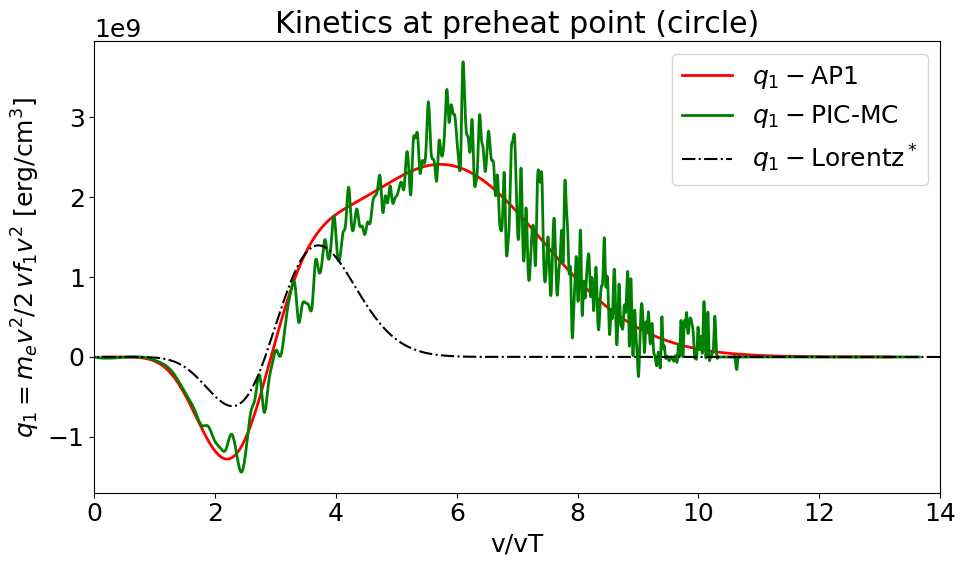 Kinetics at preheat point (circle)
1e9
q₁ = mₑv²/2 vf₁v² [erg/cm³]
3
2
1
0
−1
q₁ − AP1
q₁ − PIC-MC
q₁ − Lorentz*
0 2 4 6 8 10 12 14
v/vT